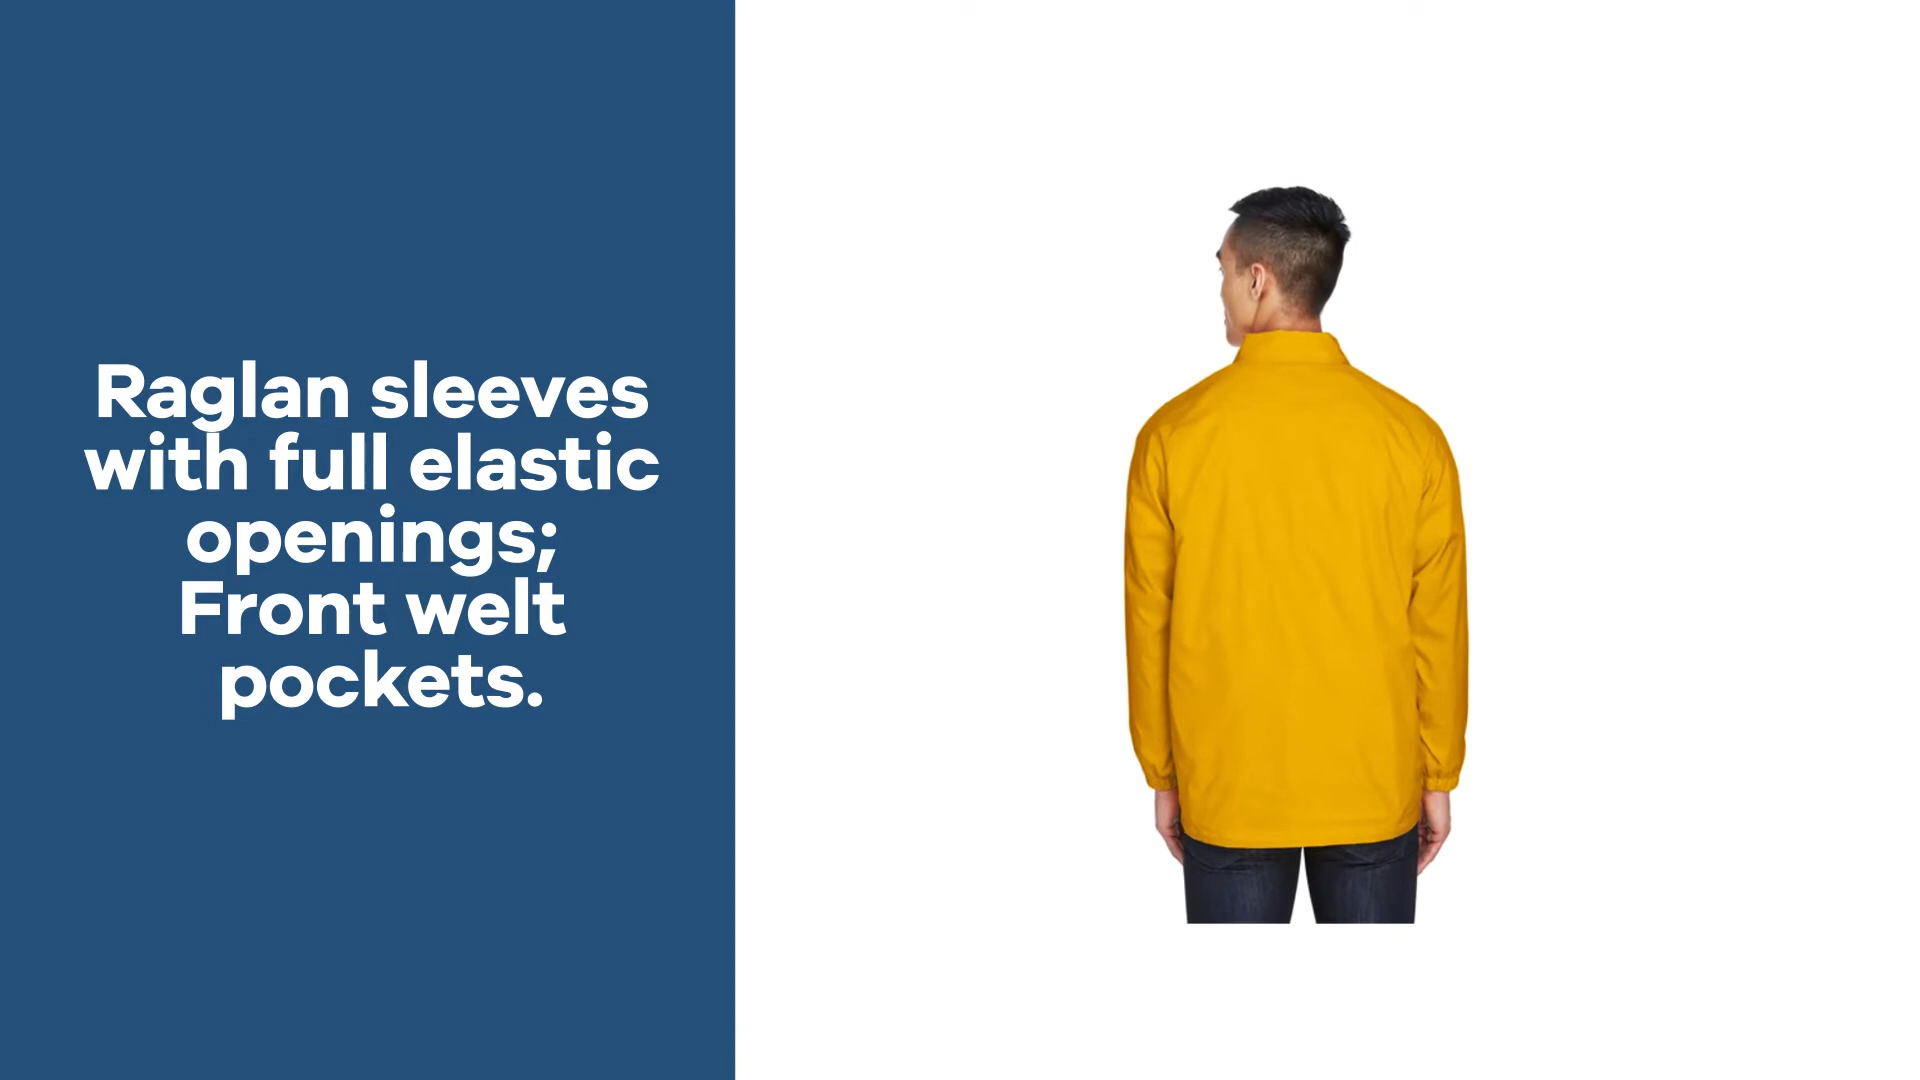 Raglan sleeves
with full elastic
openings;
Front welt
pockets.